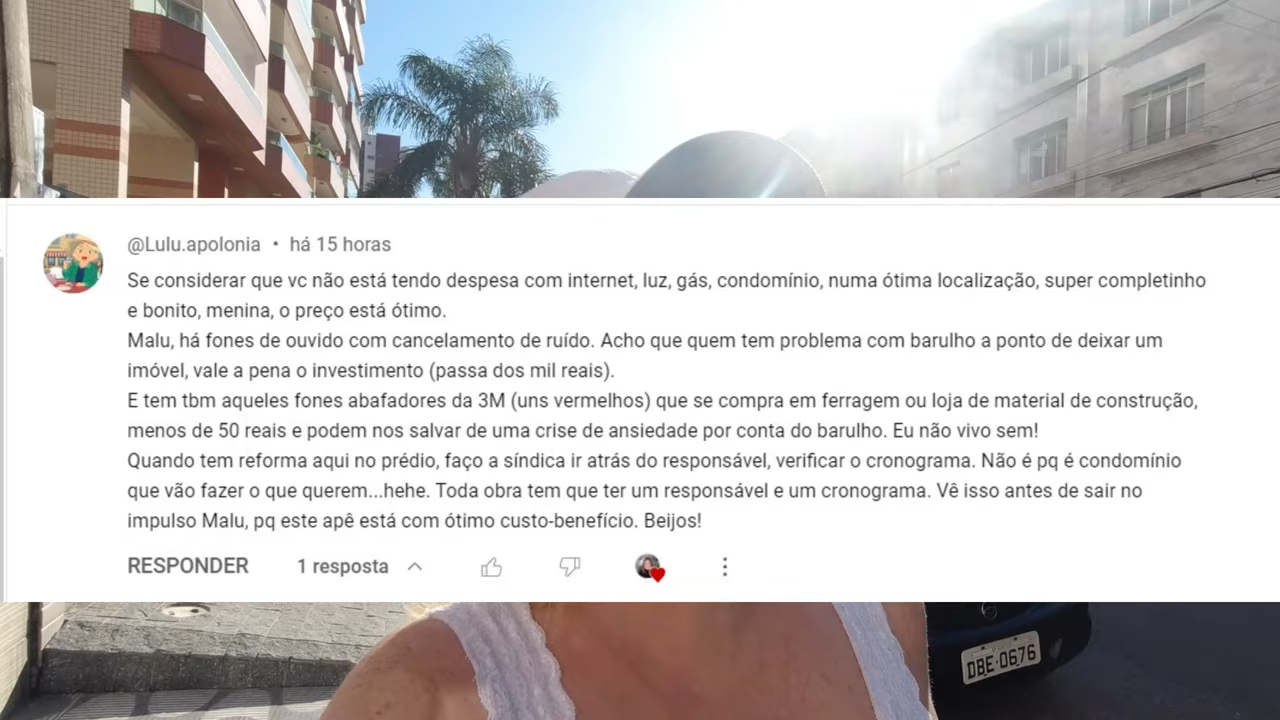 @Lulu.apolonia • há 15 horas
Se considerar que vc não está tendo despesa com internet, luz, gás, condomínio, numa ótima localização, super completinho
e bonito, menina, o preço está ótimo.
Malu, há fones de ouvido com cancelamento de ruído. Acho que quem tem problema com barulho a ponto de deixar um
imóvel, vale a pena o investimento (passa dos mil reais).
E tem tbm aqueles fones abafadores da 3M (uns vermelhos) que se compra em ferragem ou loja de material de construção,
menos de 50 reais e podem nos salvar de uma crise de ansiedade por conta do barulho. Eu não vivo sem!
Quando tem reforma aqui no prédio, faço a síndica ir atrás do responsável, verificar o cronograma. Não é pq é condomínio
que vão fazer o que querem...hehe. Toda obra tem que ter um responsável e um cronograma. Vê isso antes de sair no
impulso Malu, pq este apê está com ótimo custo-benefício. Beijos!
RESPONDER 1 resposta
DBE-0676